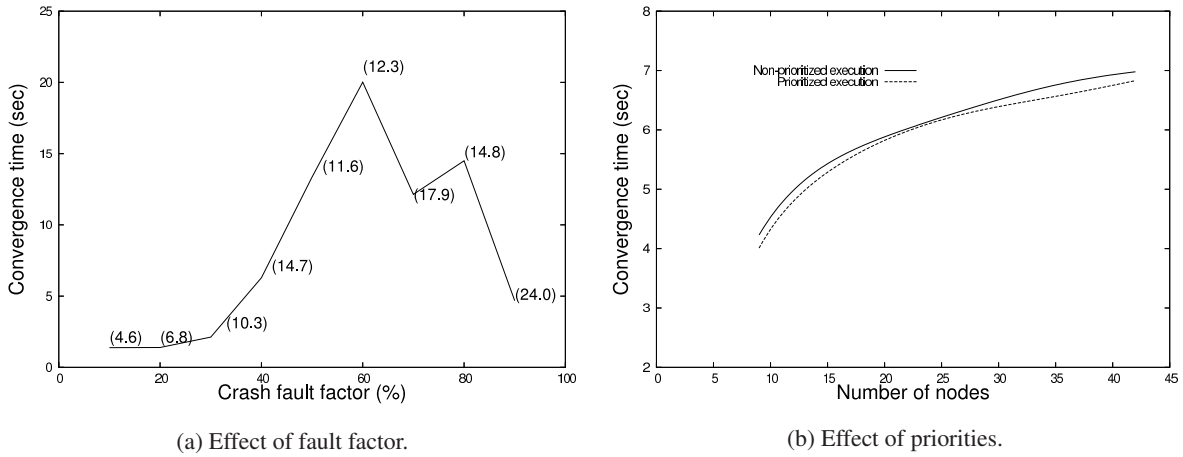 25
20
15
10
5
0
Convergence time (sec)
(4.6)
(6.8)
(10.3)
(14.7)
(11.6)
(12.3)
(17.9)
(14.8)
(24.0)
0 20 40 60 80 100
Crash fault factor (%)
(a) Effect of fault factor.
8
7
6
5
4
3
2
Convergence time (sec)
Non-prioritized execution
Prioritized execution
0 5 10 15 20 25 30 35 40 45
Number of nodes
(b) Effect of priorities.